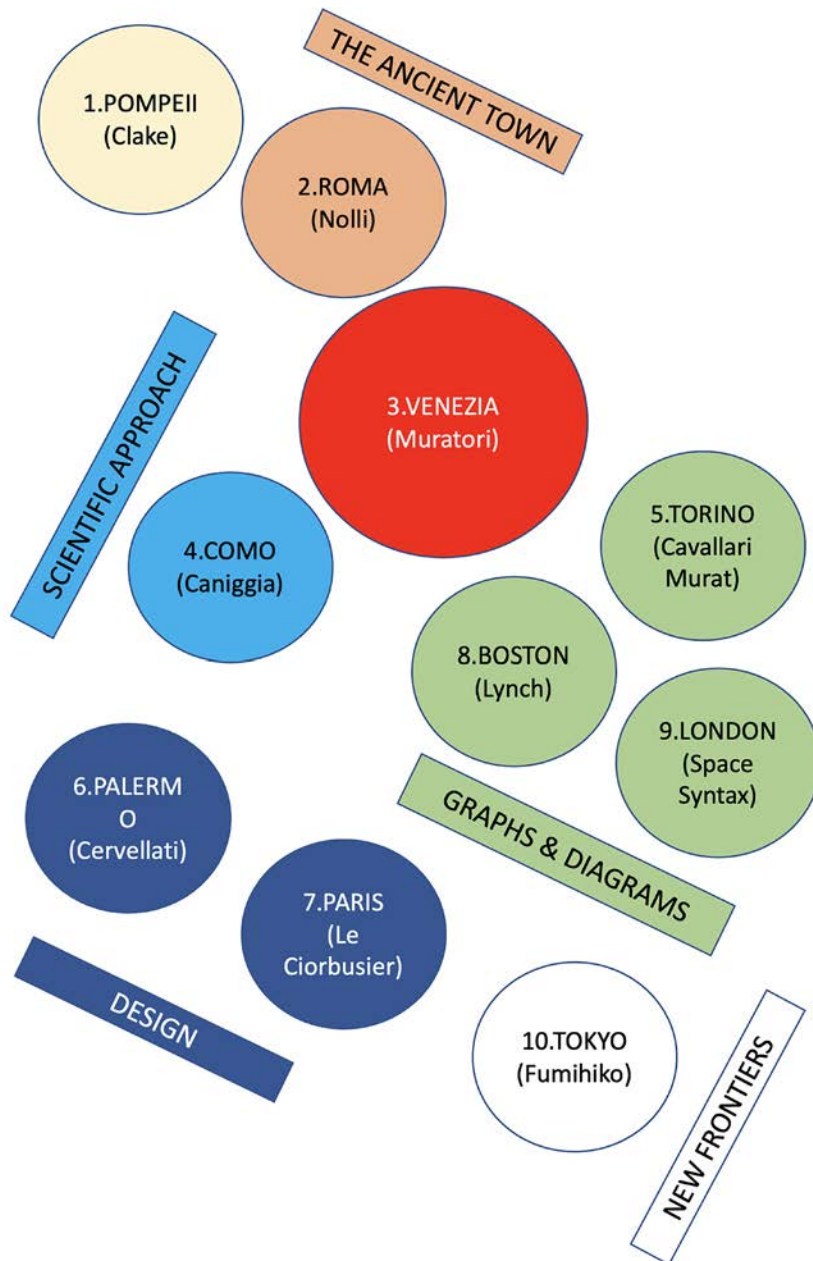 THE ANCIENT TOWN
1.POMPEII
(Clake)
2.ROMA
(Nolli)
SCIENTIFIC APPROACH
3.VENEZIA
(Muratori)
4.COMO
(Caniggia)
5.TORINO
(Cavallari
Murat)
8.BOSTON
(Lynch)
9.LONDON
(Space
Syntax)
GRAPHS & DIAGRAMS
6.PALERM
O
(Cervellati)
7.PARIS
(Le
Ciorbusier)
DESIGN
10.TOKYO
(Fumihiko)
NEW FRONTIERS